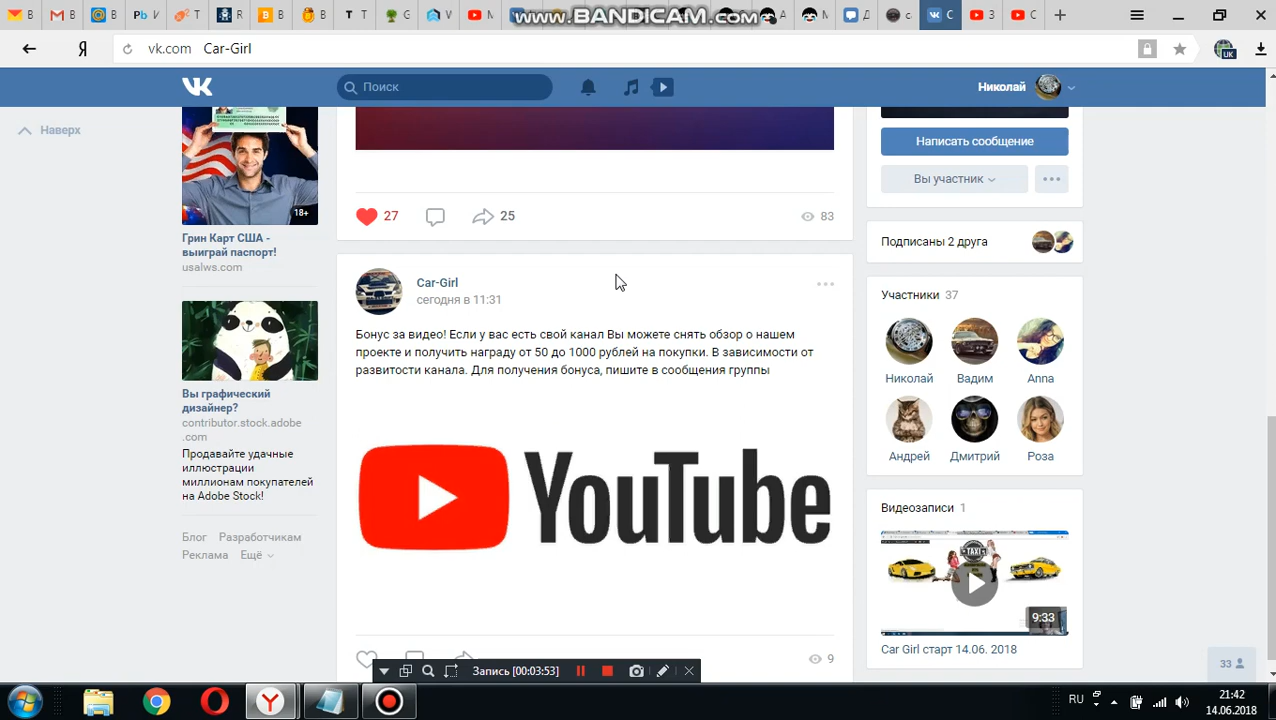 www.BANDICAM.com
Я
vk.com Car-Girl
UK
Поиск
Николай
Наверх
18+
Грин Карт США -
выиграй паспорт!
usalws.com
Вы графический
дизайнер?
contributor.stock.adobe
.com
Продавайте удачные
иллюстрации
миллионам покупателей
на Adobe Stock!
Блог Разработчикам
Реклама Ещё
27
25
83
Car-Girl
сегодня в 11:31
Бонус за видео! Если у вас есть свой канал Вы можете снять обзор о нашем
проекте и получить награду от 50 до 1000 рублей на покупки. В зависимости от
развитости канала. Для получения бонуса, пишите в сообщения группы
YouTube
9
Написать сообщение
Вы участник
Подписаны 2 друга
Участники 37
Николай Вадим Anna
Андрей Дмитрий Роза
Видеозаписи 1
TAXI
9:33
Car Girl старт 14.06. 2018
33
Запись [00:03:53]
RU
21:42
14.06.2018